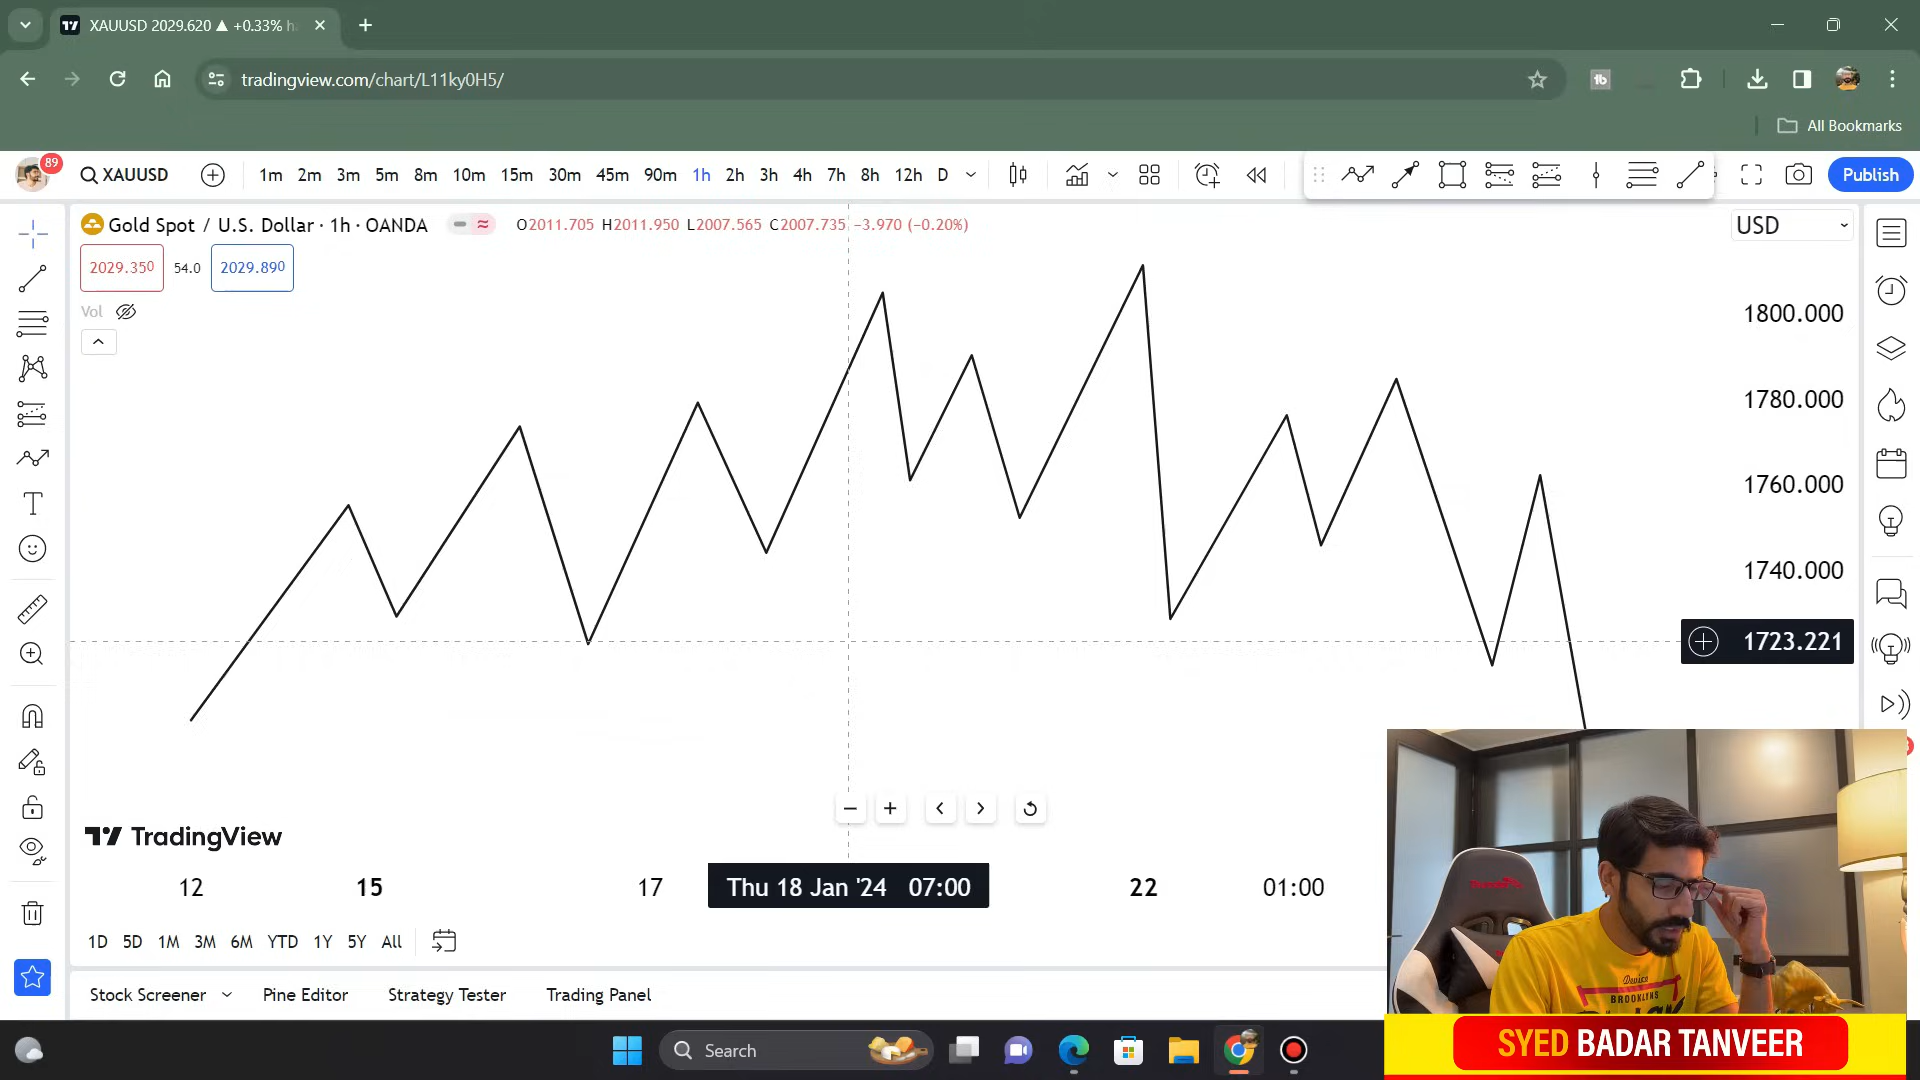 XAUUSD 2029.620 ▲ +0.33%
tradingview.com/chart/L11ky0H5/
All Bookmarks
89
XAUUSD
1m 2m 3m 5m 8m 10m 15m 30m 45m 90m 1h 2h 3h 4h 7h 8h 12h D
Publish
Gold Spot / U.S. Dollar · 1h · OANDA
O2011.705 H2011.950 L2007.565 C2007.735 −3.970 (−0.20%)
USD
2029.350 54.0 2029.890
Vol
1800.000
1780.000
1760.000
1740.000
1723.221
TradingView
12 15 17 Thu 18 Jan '24 07:00 22 01:00
1D 5D 1M 3M 6M YTD 1Y 5Y All
Stock Screener Pine Editor Strategy Tester Trading Panel
BROOKLYNS
SYED BADAR TANVEER
Search